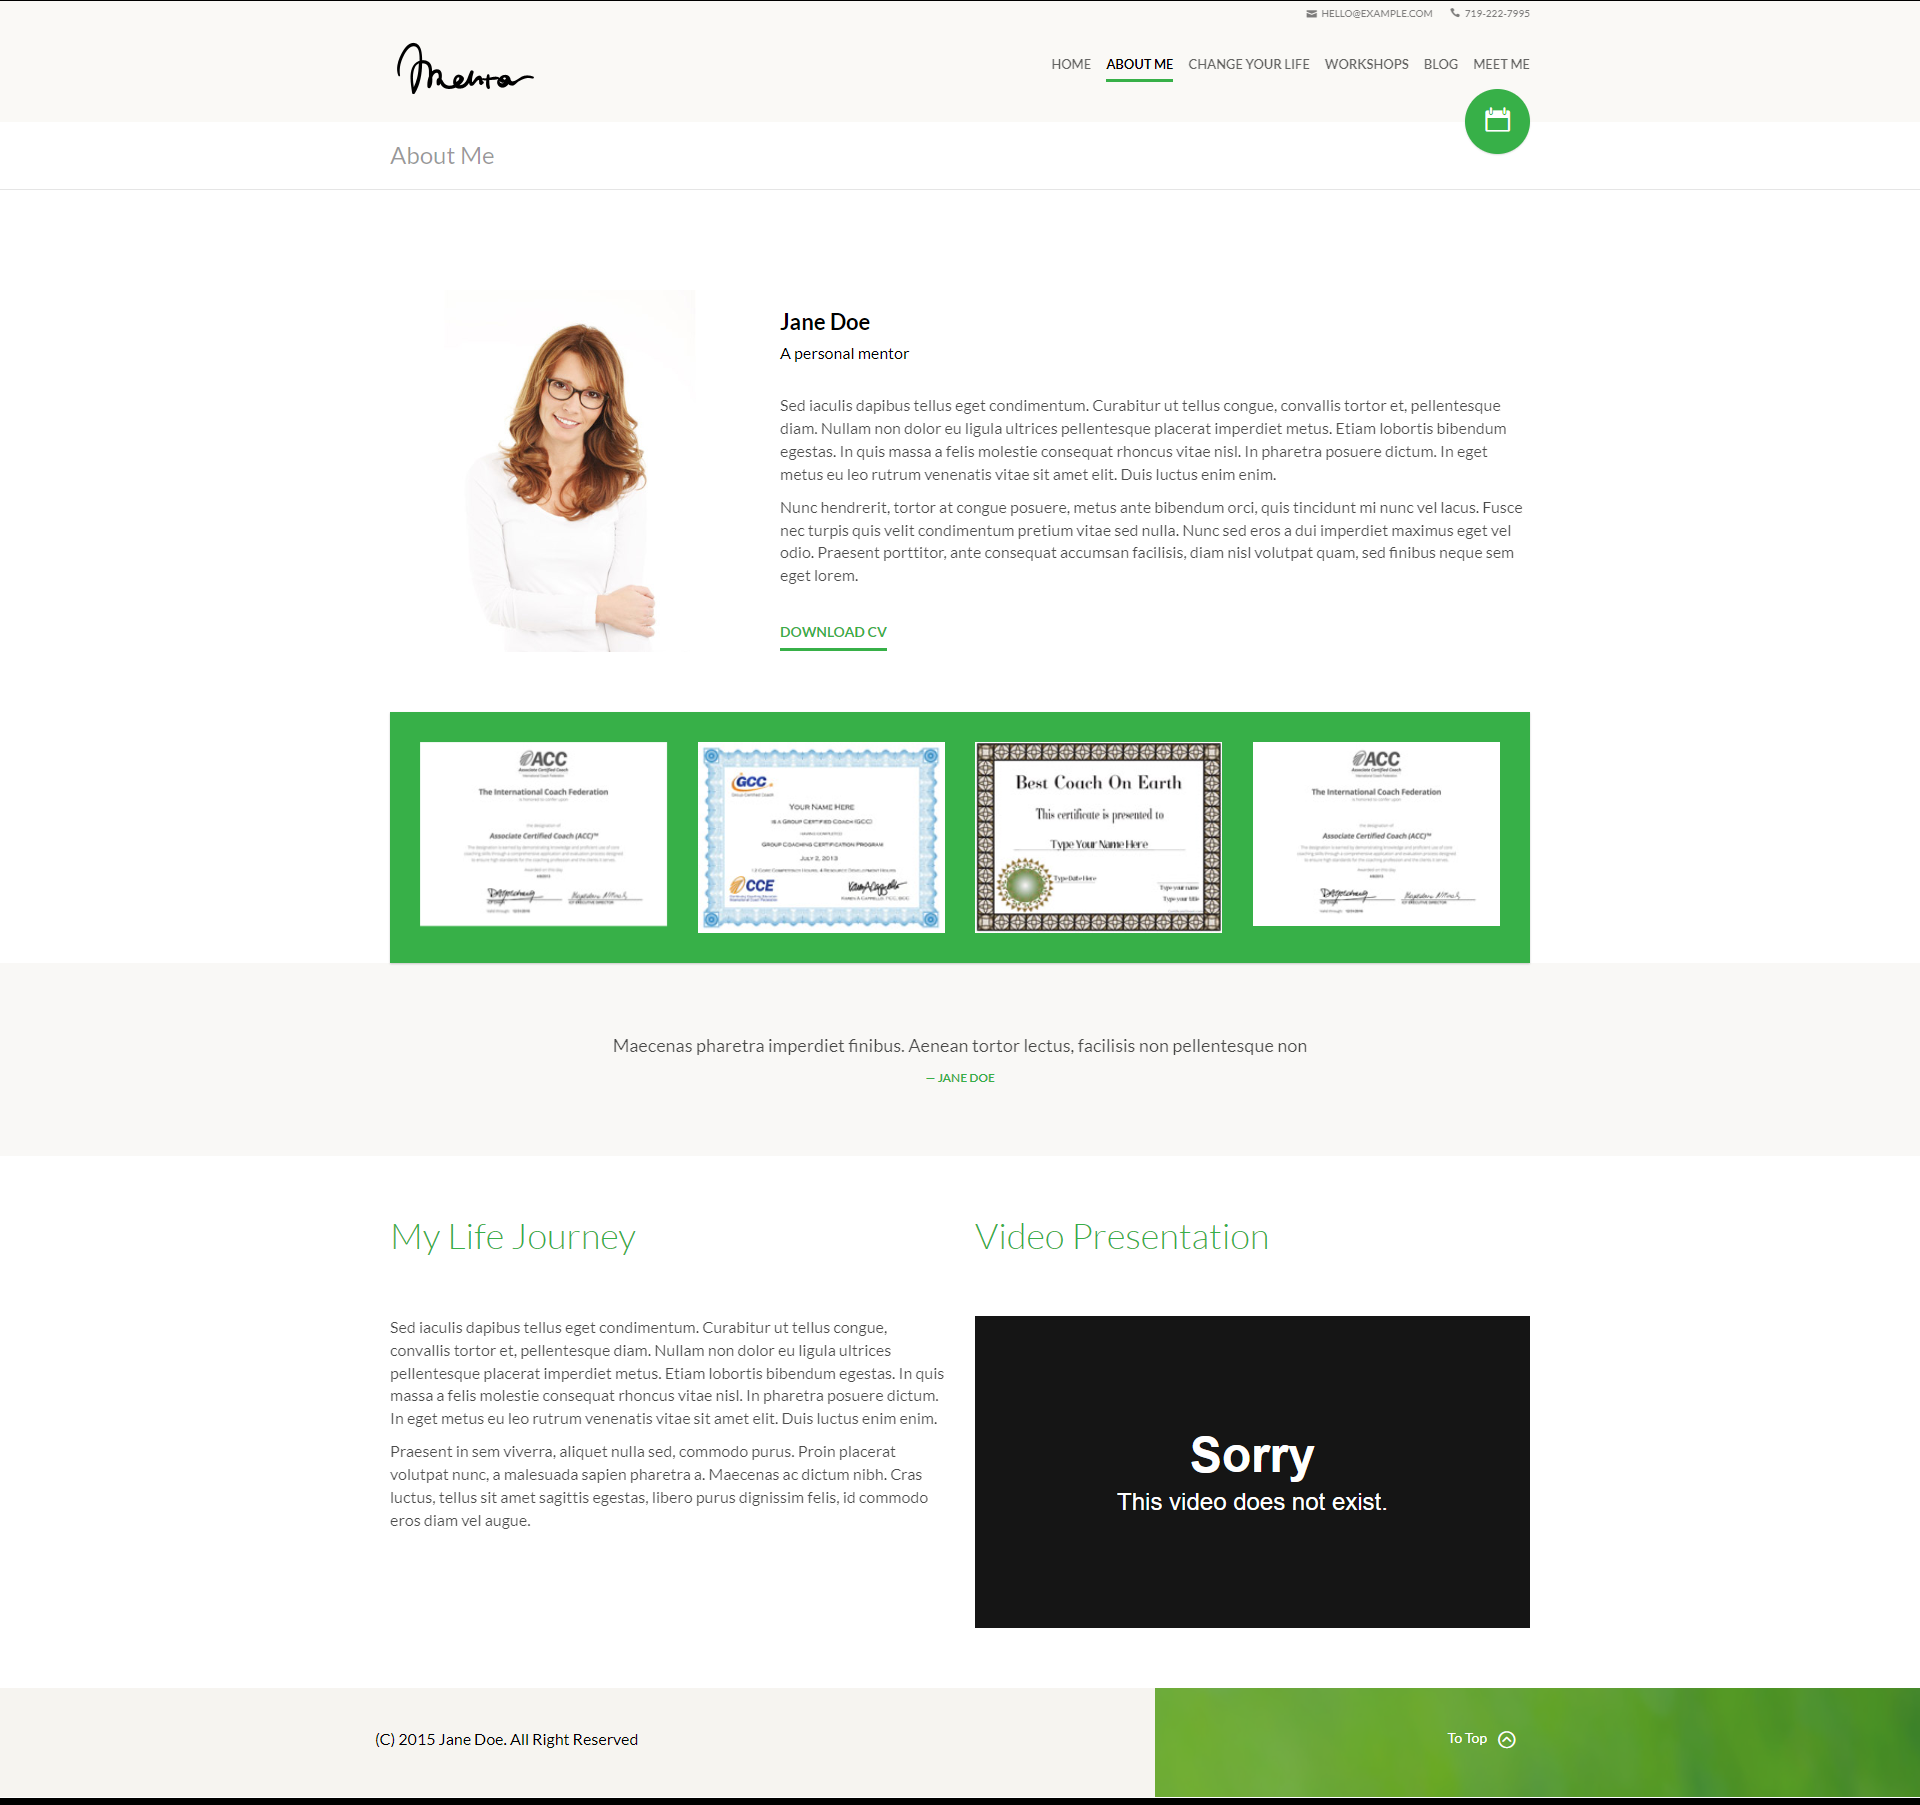 HELLO@EXAMPLE.COM 719-222-7995
HOME ABOUT ME CHANGE YOUR LIFE WORKSHOPS BLOG MEET ME
About Me
Jane Doe
A personal mentor
Sed iaculis dapibus tellus eget condimentum. Curabitur ut tellus congue, convallis tortor et, pellentesque
diam. Nullam non dolor eu ligula ultrices pellentesque placerat imperdiet metus. Etiam lobortis bibendum
egestas. In quis massa a felis molestie consequat rhoncus vitae nisl. In pharetra posuere dictum. In eget
metus eu leo rutrum venenatis vitae sit amet elit. Duis luctus enim enim.
Nunc hendrerit, tortor at congue posuere, metus ante bibendum orci, quis tincidunt mi nunc vel lacus. Fusce
nec turpis quis velit condimentum pretium vitae sed nulla. Nunc sed eros a dui imperdiet maximus eget vel
odio. Praesent porttitor, ante consequat accumsan facilisis, diam nisl volutpat quam, sed finibus neque sem
eget lorem.
DOWNLOAD CV
ACC
Associate Certified Coach
The International Coach Federation
Associate Certified Coach (ACC)™
GCC
YOUR NAME HERE
IS A GROUP CERTIFIED COACH (GCC)
GROUP COACHING CERTIFICATION PROGRAM
JULY 2, 2013
CCE
Best Coach On Earth
This certificate is presented to
Type Your Name Here
Type Date Here
Type your name
Type your title
ACC
Associate Certified Coach
The International Coach Federation
Associate Certified Coach (ACC)™
Maecenas pharetra imperdiet finibus. Aenean tortor lectus, facilisis non pellentesque non
— JANE DOE
My Life Journey
Sed iaculis dapibus tellus eget condimentum. Curabitur ut tellus congue,
convallis tortor et, pellentesque diam. Nullam non dolor eu ligula ultrices
pellentesque placerat imperdiet metus. Etiam lobortis bibendum egestas. In quis
massa a felis molestie consequat rhoncus vitae nisl. In pharetra posuere dictum.
In eget metus eu leo rutrum venenatis vitae sit amet elit. Duis luctus enim enim.
Praesent in sem viverra, aliquet nulla sed, commodo purus. Proin placerat
volutpat nunc, a malesuada sapien pharetra a. Maecenas ac dictum nibh. Cras
luctus, tellus sit amet sagittis egestas, libero purus dignissim felis, id commodo
eros diam vel augue.
Video Presentation
Sorry
This video does not exist.
(C) 2015 Jane Doe. All Right Reserved
To Top